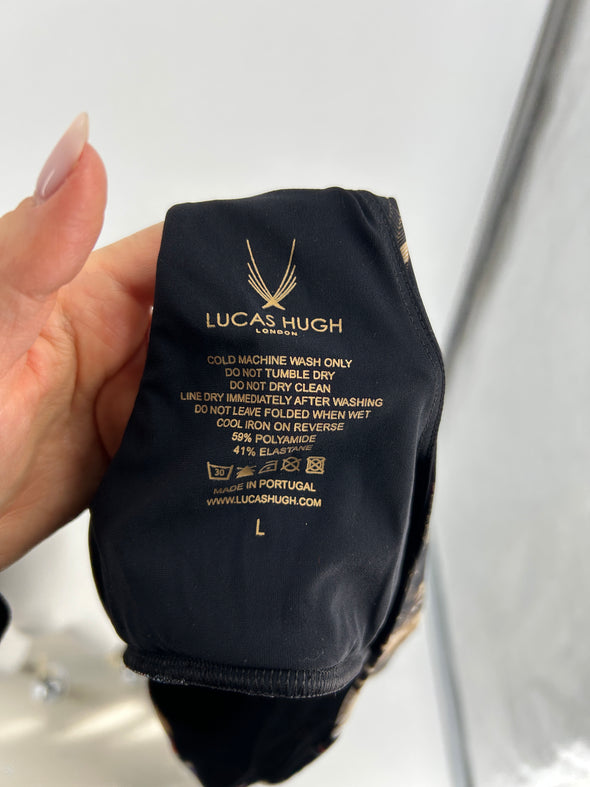 LUCAS HUGH
LONDON
COLD MACHINE WASH ONLY
DO NOT TUMBLE DRY
DO NOT DRY CLEAN
LINE DRY IMMEDIATELY AFTER WASHING
DO NOT LEAVE FOLDED WHEN WET
COOL IRON ON REVERSE
59% POLYAMIDE
41% ELASTANE
30
MADE IN PORTUGAL
WWW.LUCASHUGH.COM
L